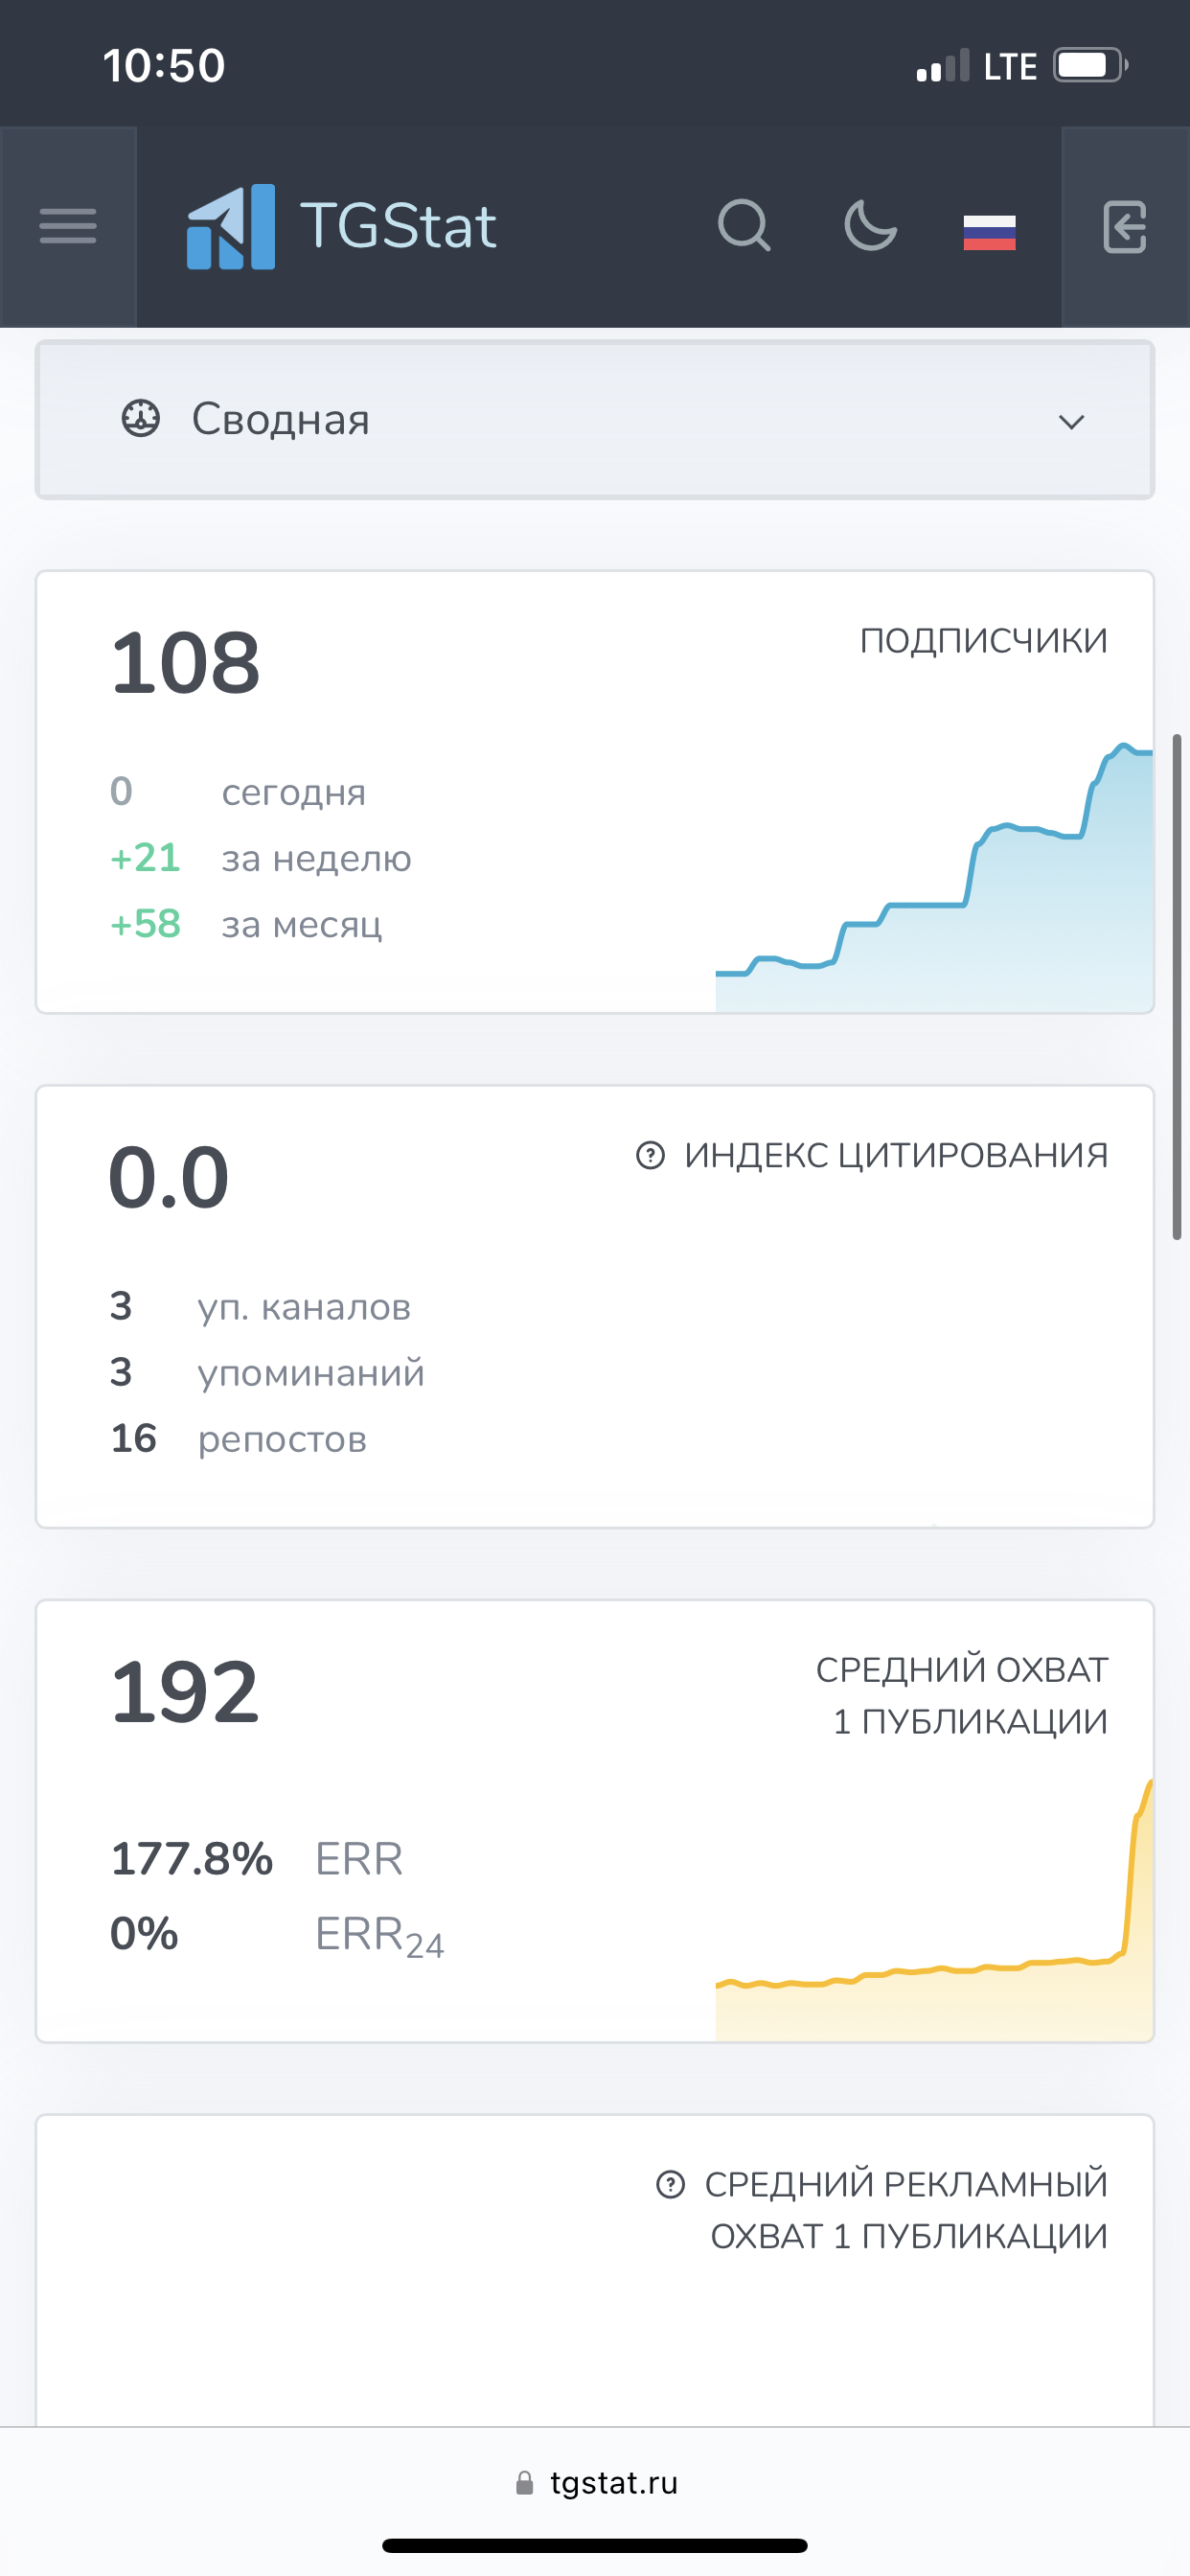 10:50
LTE
TGStat
Сводная
108
ПОДПИСЧИКИ
0 сегодня
+21 за неделю
+58 за месяц
0.0
ИНДЕКС ЦИТИРОВАНИЯ
3 уп. каналов
3 упоминаний
16 репостов
192
СРЕДНИЙ ОХВАТ
1 ПУБЛИКАЦИИ
177.8% ERR
0% ERR24
СРЕДНИЙ РЕКЛАМНЫЙ
ОХВАТ 1 ПУБЛИКАЦИИ
tgstat.ru